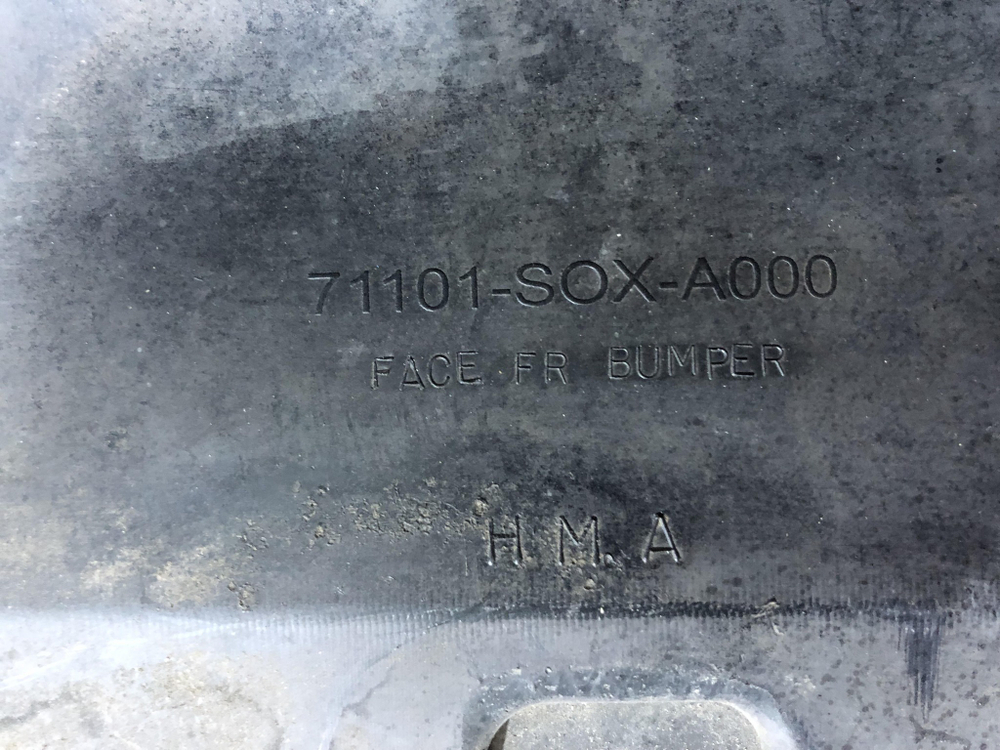 71101-SOX-A000
FACE FR BUMPER
H.M.A